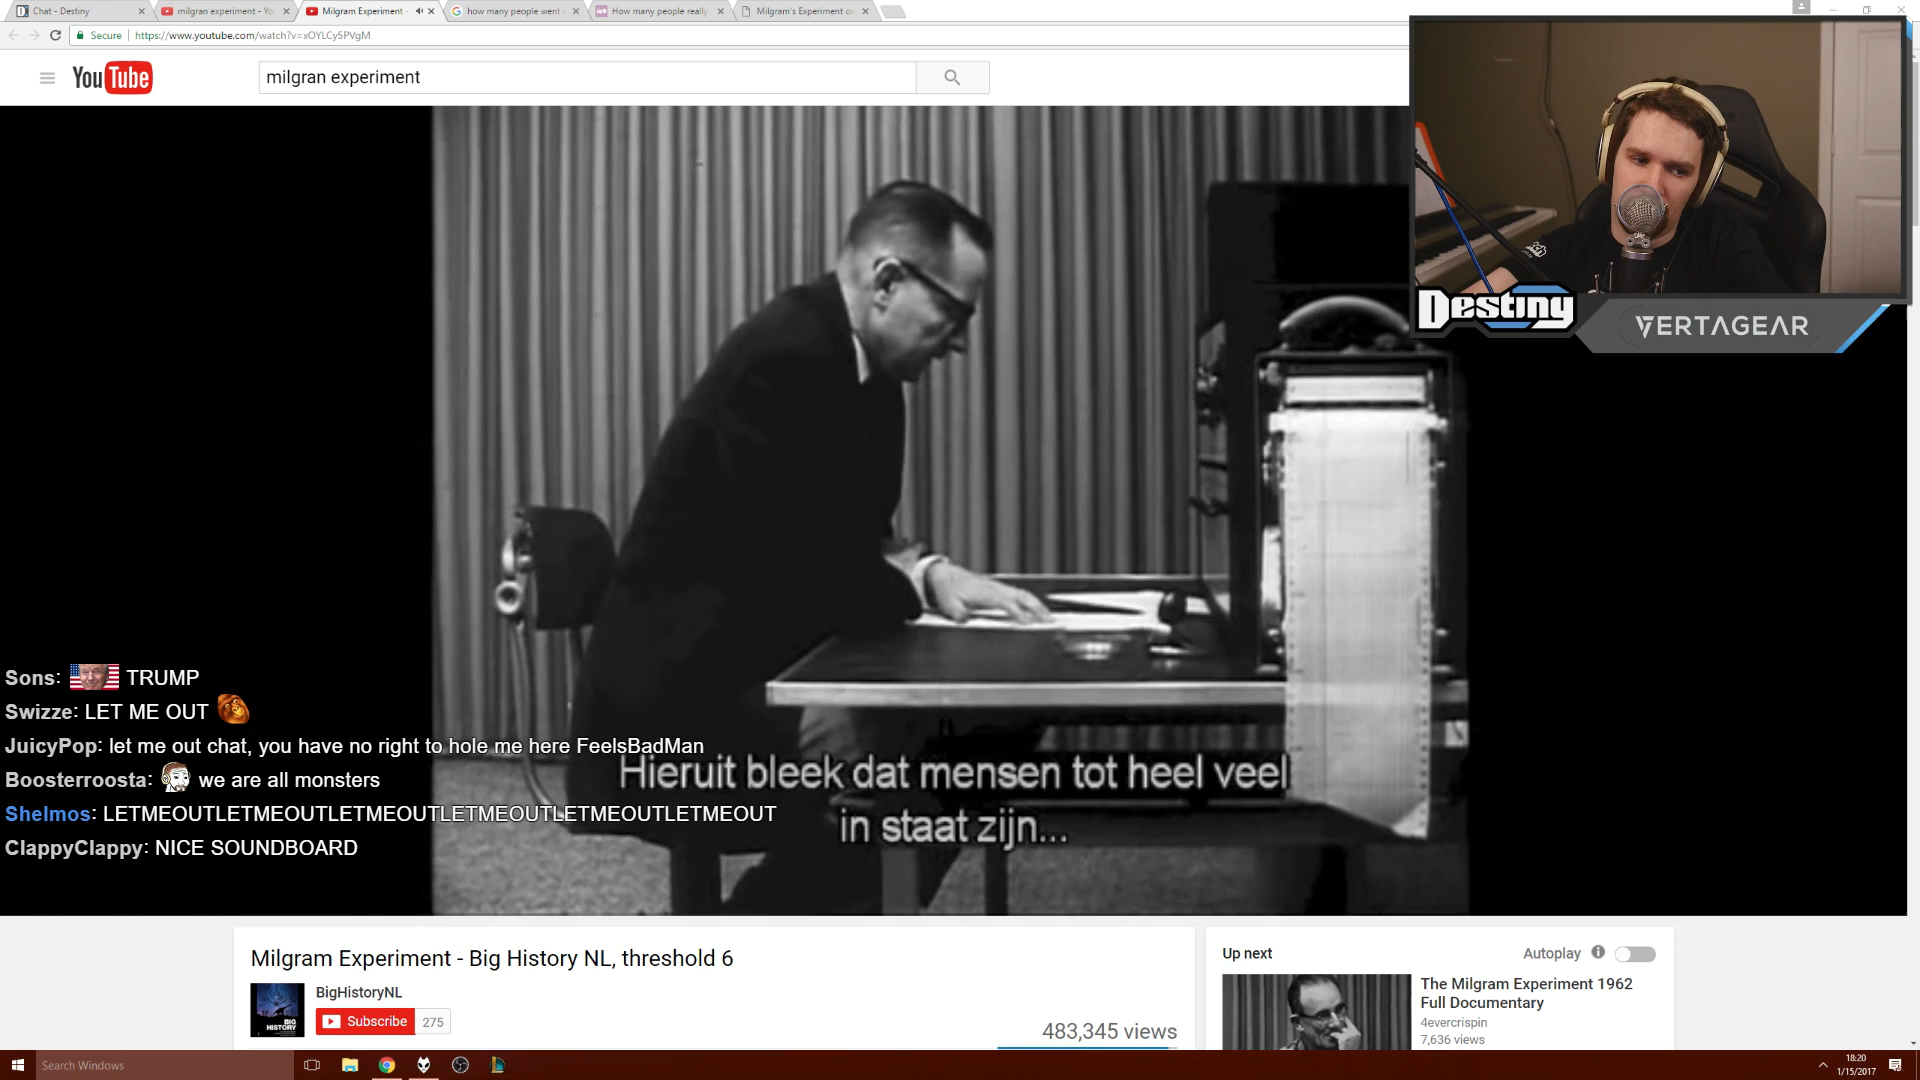 Chat - Destiny
milgran experiment - Yo
Milgram Experiment -
how many people went
How many people really
Milgram's Experiment o
Secure
https://www.youtube.com/watch?v=xOYLCy5PVgM
YouTube
milgran experiment
Destiny
VERTAGEAR
Sons: TRUMP
Swizze: LET ME OUT
JuicyPop: let me out chat, you have no right to hole me here FeelsBadMan
Boosterroosta: we are all monsters
Shelmos: LETMEOUTLETMEOUTLETMEOUTLETMEOUTLETMEOUTLETMEOUT
ClappyClappy: NICE SOUNDBOARD
Hieruit bleek dat mensen tot heel veel
in staat zijn...
Milgram Experiment - Big History NL, threshold 6
BigHistoryNL
BIG
HISTORY
Subscribe 275
483,345 views
Up next
Autoplay
The Milgram Experiment 1962
Full Documentary
4evercrispin
7,636 views
Search Windows
18:20
1/15/2017